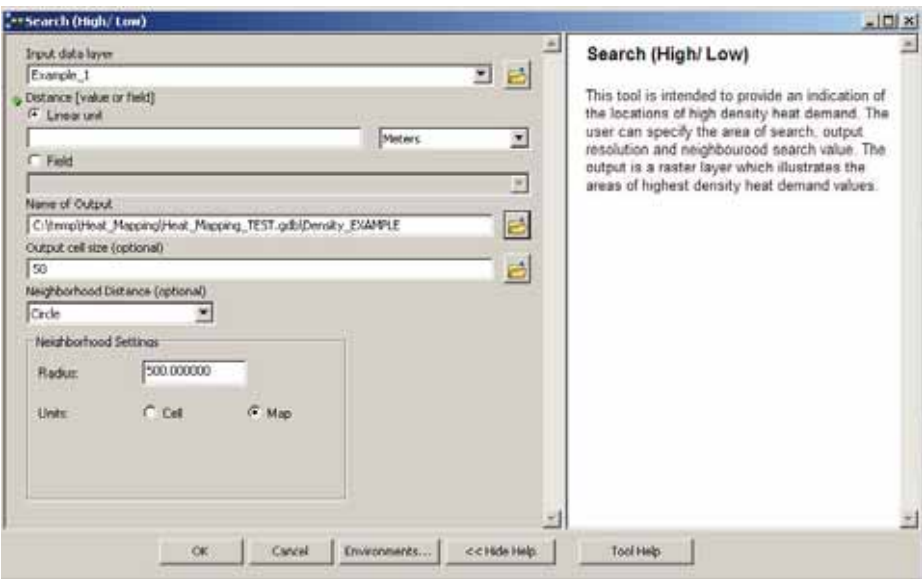 Search (High/ Low)
Input data layer
Example_1
Distance [value or field]
Linear unit
Meters
Field
Name of Output
C:\temp\Heat_Mapping\Heat_Mapping_TEST.gdb\Density_EXAMPLE
Output cell size (optional)
50
Neighborhood Distance (optional)
Circle
Neighborhood Settings
Radius:
500.000000
Units:
Cell
Map
OK
Cancel
Environments...
<< Hide Help
Search (High/ Low)
This tool is intended to provide an indication of
the locations of high density heat demand. The
user can specify the area of search, output
resolution and neighbourood search value. The
output is a raster layer which illustrates the
areas of highest density heat demand values.
Tool Help